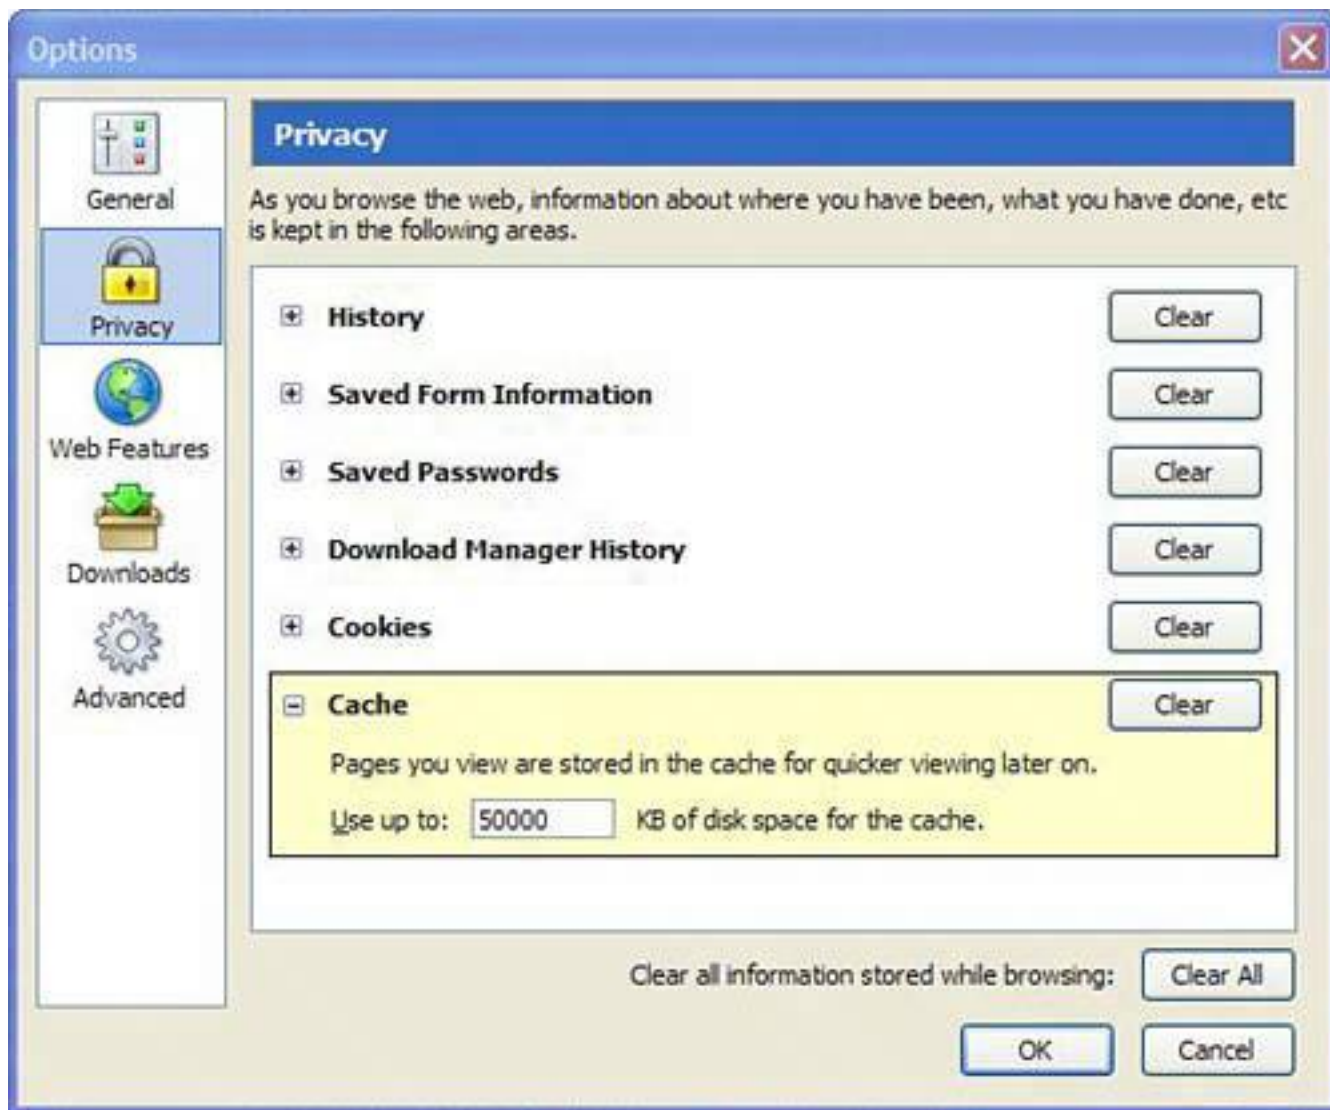 Options
General
Privacy
Web Features
Downloads
Advanced
Privacy
As you browse the web, information about where you have been, what you have done, etc
is kept in the following areas.
History Clear
Saved Form Information Clear
Saved Passwords Clear
Download Manager History Clear
Cookies Clear
Cache Clear
Pages you view are stored in the cache for quicker viewing later on.
Use up to: 50000 KB of disk space for the cache.
Clear all information stored while browsing: Clear All
OK Cancel